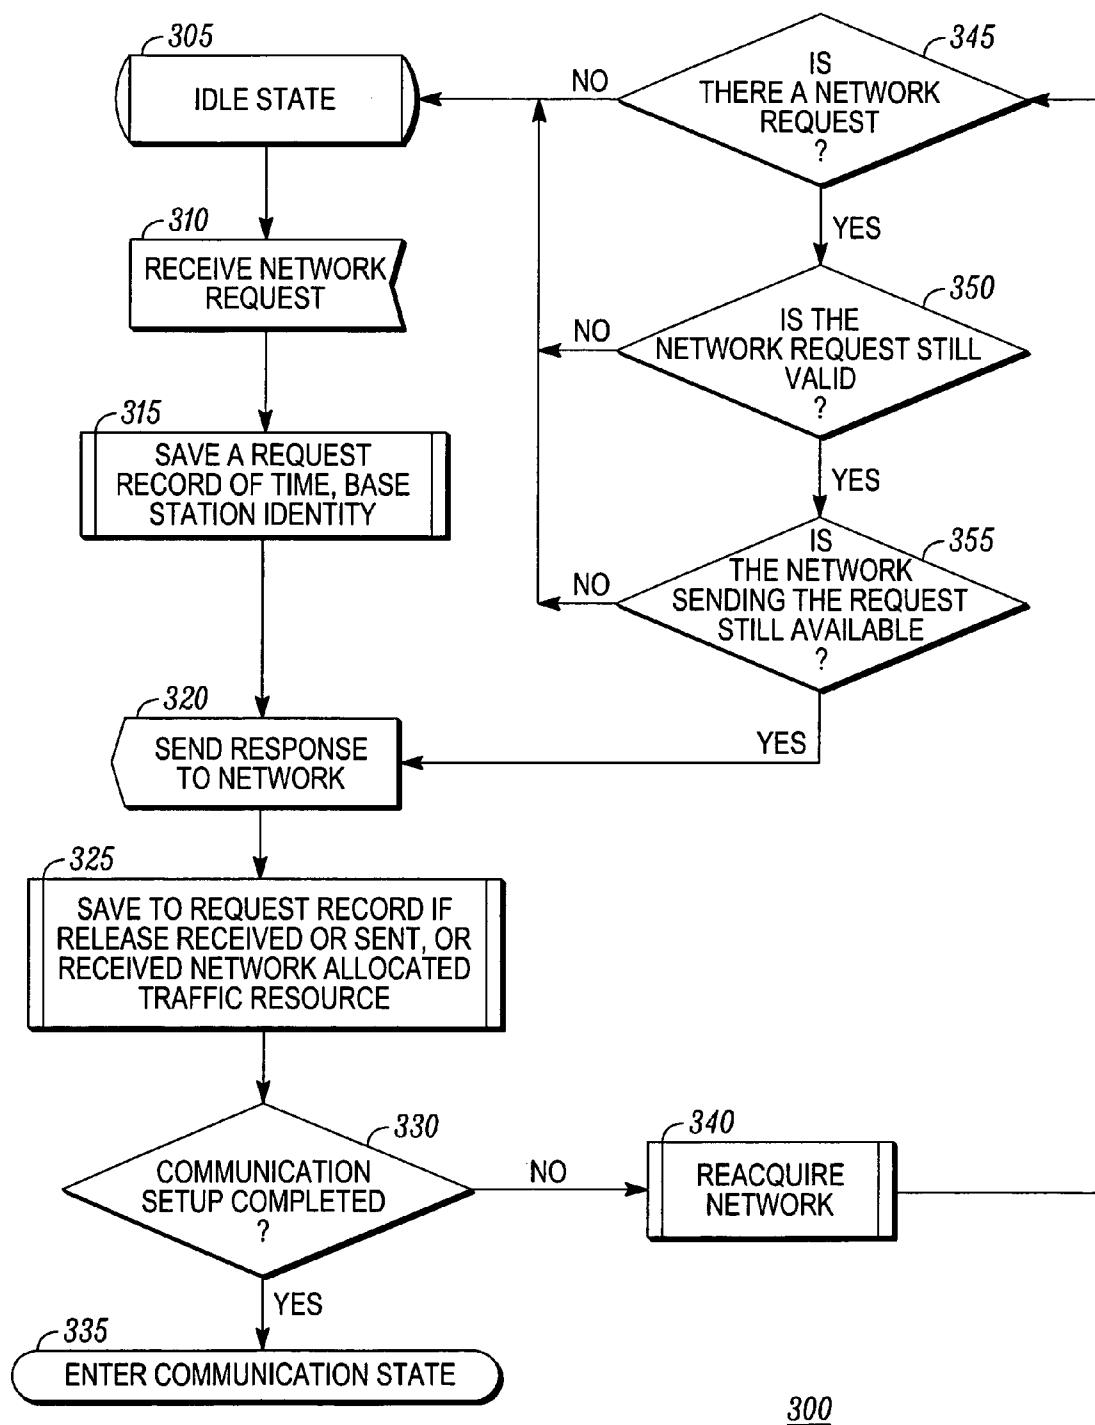 305
IDLE STATE
310
RECEIVE NETWORK
REQUEST
315
SAVE A REQUEST
RECORD OF TIME, BASE
STATION IDENTITY
320
SEND RESPONSE
TO NETWORK
325
SAVE TO REQUEST RECORD IF
RELEASE RECEIVED OR SENT, OR
RECEIVED NETWORK ALLOCATED
TRAFFIC RESOURCE
330
COMMUNICATION
SETUP COMPLETED
?
NO
YES
335
ENTER COMMUNICATION STATE
340
REACQUIRE
NETWORK
345
IS
THERE A NETWORK
REQUEST
?
NO
YES
350
IS THE
NETWORK REQUEST STILL
VALID
?
NO
YES
355
IS
THE NETWORK
SENDING THE REQUEST
STILL AVAILABLE
?
NO
YES
300